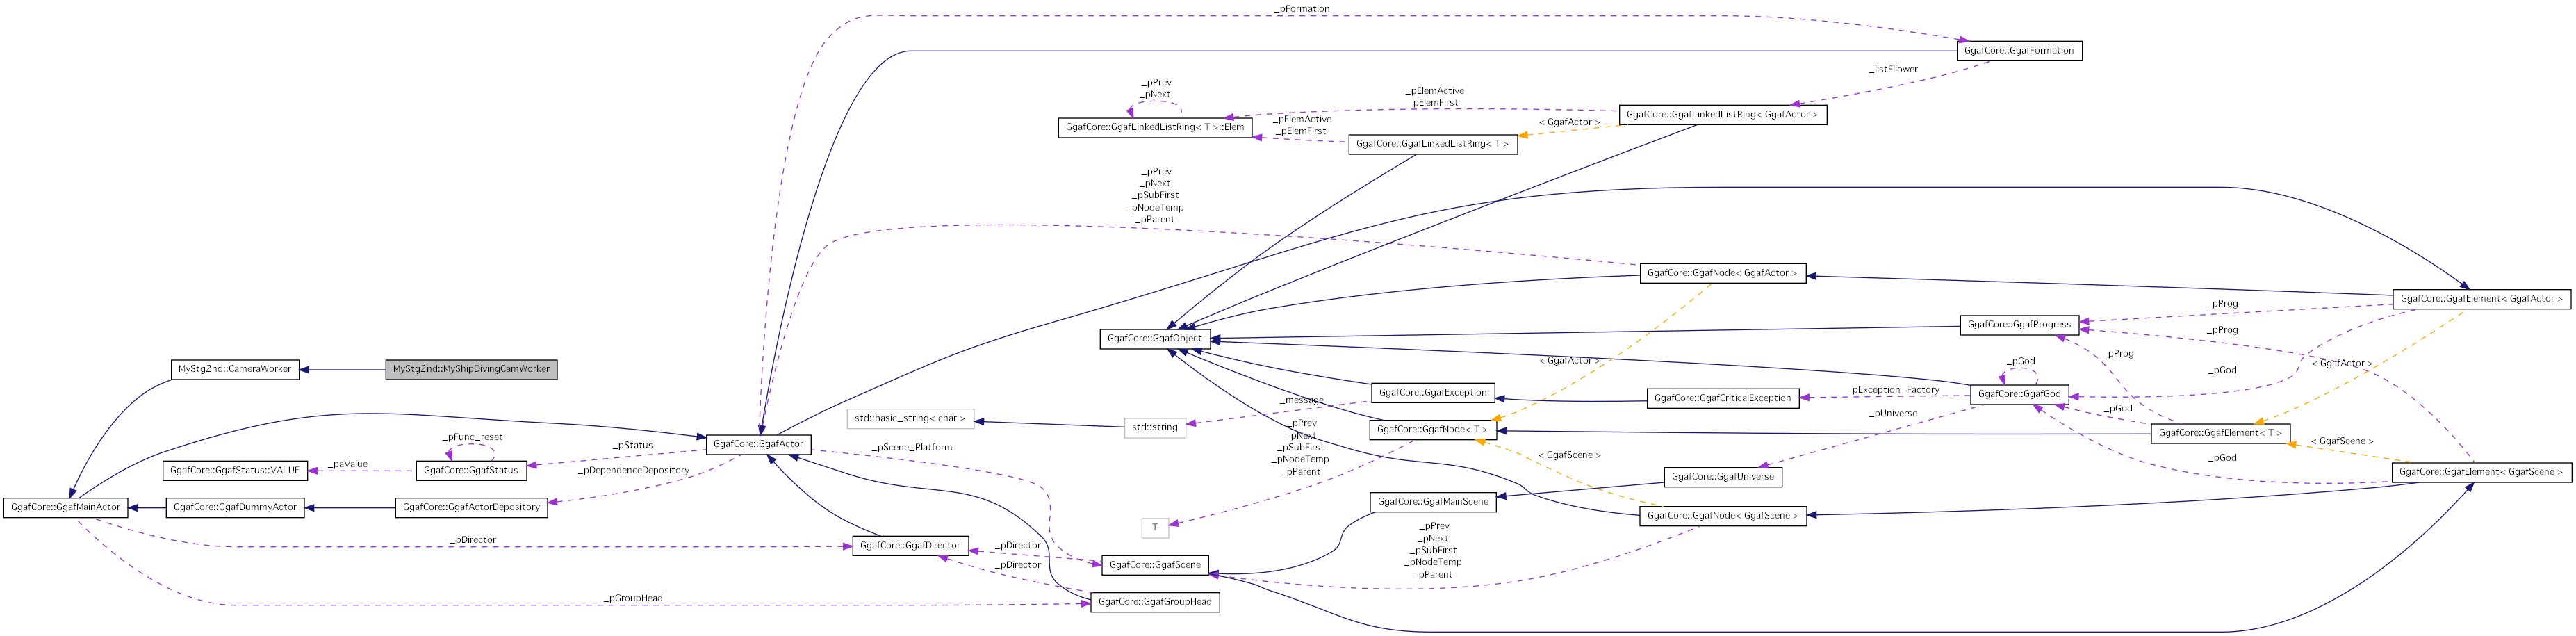 _pFormation
GgafCore::GgafFormation
_listFllower
_pPrev
_pNext
GgafCore::GgafLinkedListRing< T >::Elem
_pElemActive
_pElemFirst
GgafCore::GgafLinkedListRing< GgafActor >
_pElemActive
_pElemFirst
< GgafActor >
GgafCore::GgafLinkedListRing< T >
_pPrev
_pNext
_pSubFirst
_pNodeTemp
_pParent
GgafCore::GgafNode< GgafActor >
GgafCore::GgafElement< GgafActor >
_pProg
GgafCore::GgafProgress
_pProg
GgafCore::GgafObject
_pProg
< GgafActor >
< GgafActor >
_pGod
_pGod
MyStg2nd::CameraWorker
MyStg2nd::MyShipDivingCamWorker
GgafCore::GgafException
_pException_Factory
GgafCore::GgafGod
GgafCore::GgafCriticalException
_message
_pGod
_pUniverse
std::basic_string< char >
std::string
GgafCore::GgafNode< T >
GgafCore::GgafElement< T >
_pPrev
_pNext
_pSubFirst
_pNodeTemp
_pParent
_pFunc_reset
GgafCore::GgafActor
_pStatus
_pScene_Platform
< GgafScene >
< GgafScene >
_pGod
GgafCore::GgafStatus::VALUE
_paValue
GgafCore::GgafStatus
_pDependenceDepository
GgafCore::GgafElement< GgafScene >
GgafCore::GgafUniverse
GgafCore::GgafMainActor
GgafCore::GgafDummyActor
GgafCore::GgafActorDepository
GgafCore::GgafMainScene
GgafCore::GgafNode< GgafScene >
T
_pPrev
_pNext
_pSubFirst
_pNodeTemp
_pParent
_pDirector
GgafCore::GgafDirector
_pDirector
_pDirector
GgafCore::GgafScene
_pGroupHead
GgafCore::GgafGroupHead